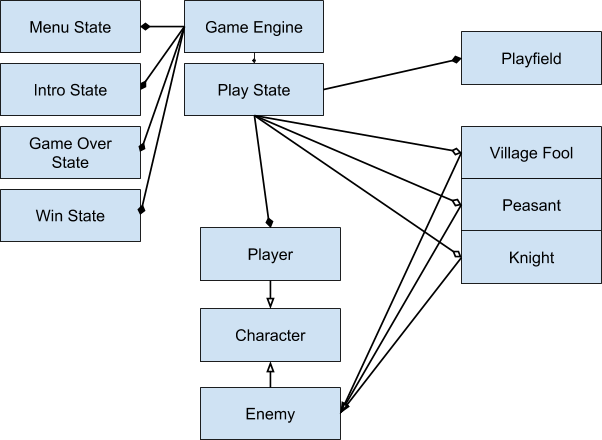 Menu State
Game Engine
Intro State
Play State
Playfield
Game Over
State
Village Fool
Win State
Peasant
Player
Knight
Character
Enemy